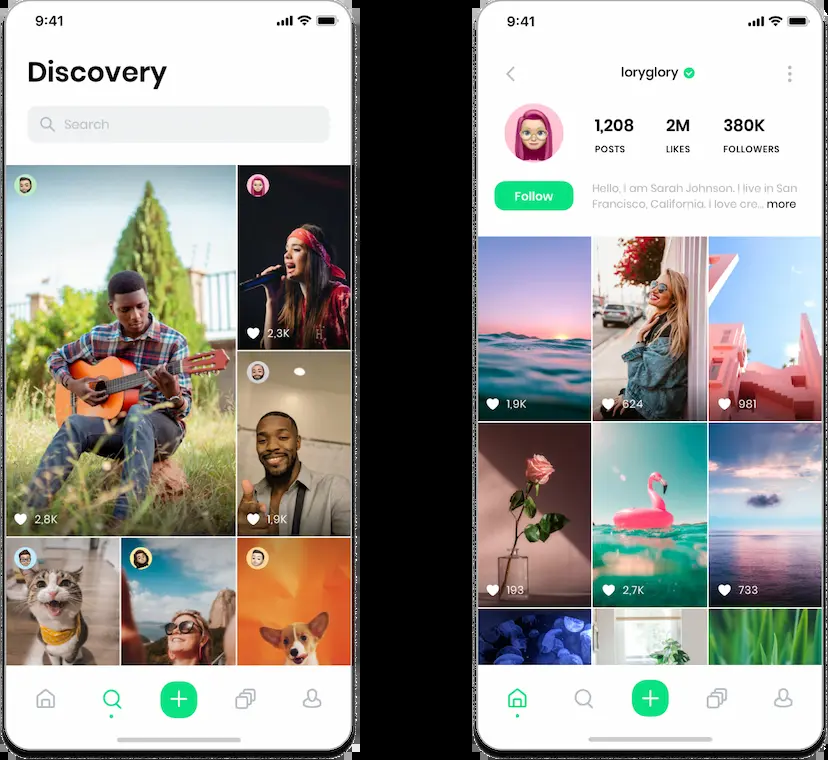 9:41
Discovery
Search
2,3K
2,8K
1,9K
9:41
loryglory
1,208 2M 380K
POSTS LIKES FOLLOWERS
Follow
Hello, I am Sarah Johnson. I live in San
Francisco, California. I love cre... more
1,9K 624 981
193 2,7K 733